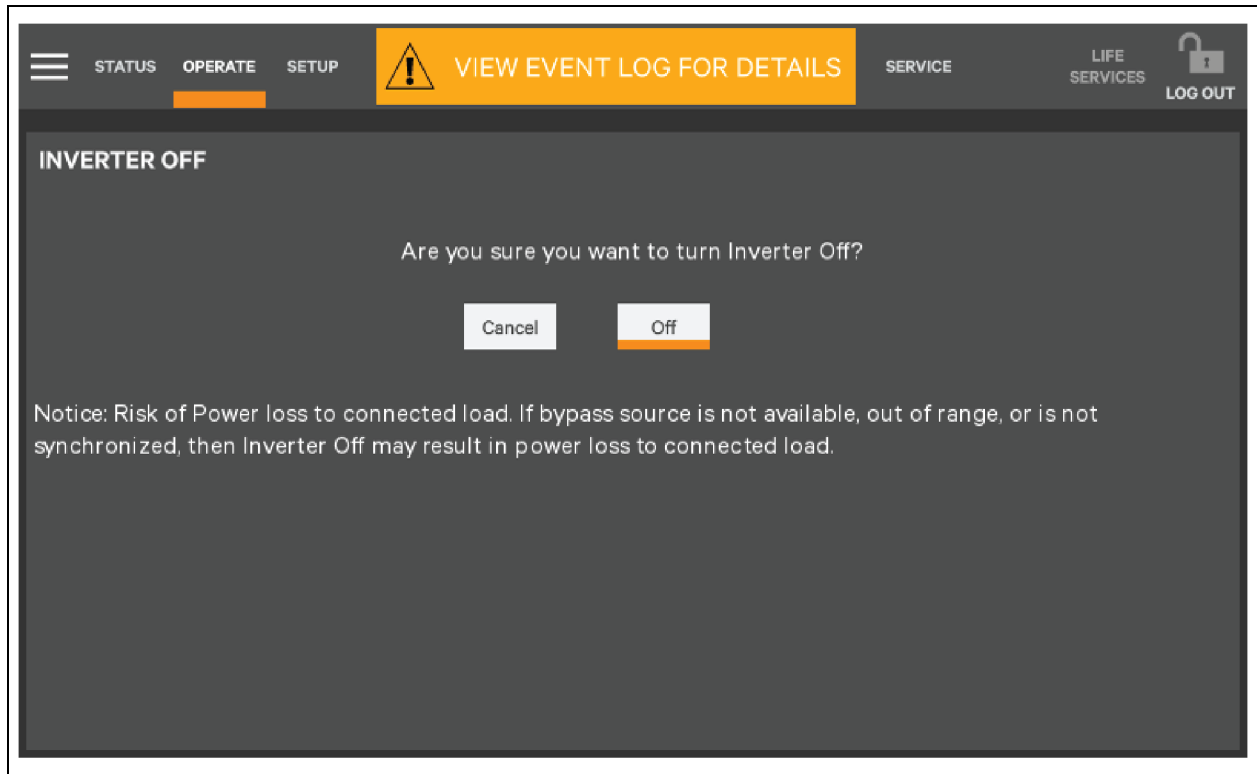 STATUS OPERATE SETUP VIEW EVENT LOG FOR DETAILS SERVICE LIFE
SERVICES
LOG OUT
INVERTER OFF
Are you sure you want to turn Inverter Off?
Cancel Off
Notice: Risk of Power loss to connected load. If bypass source is not available, out of range, or is not
synchronized, then Inverter Off may result in power loss to connected load.